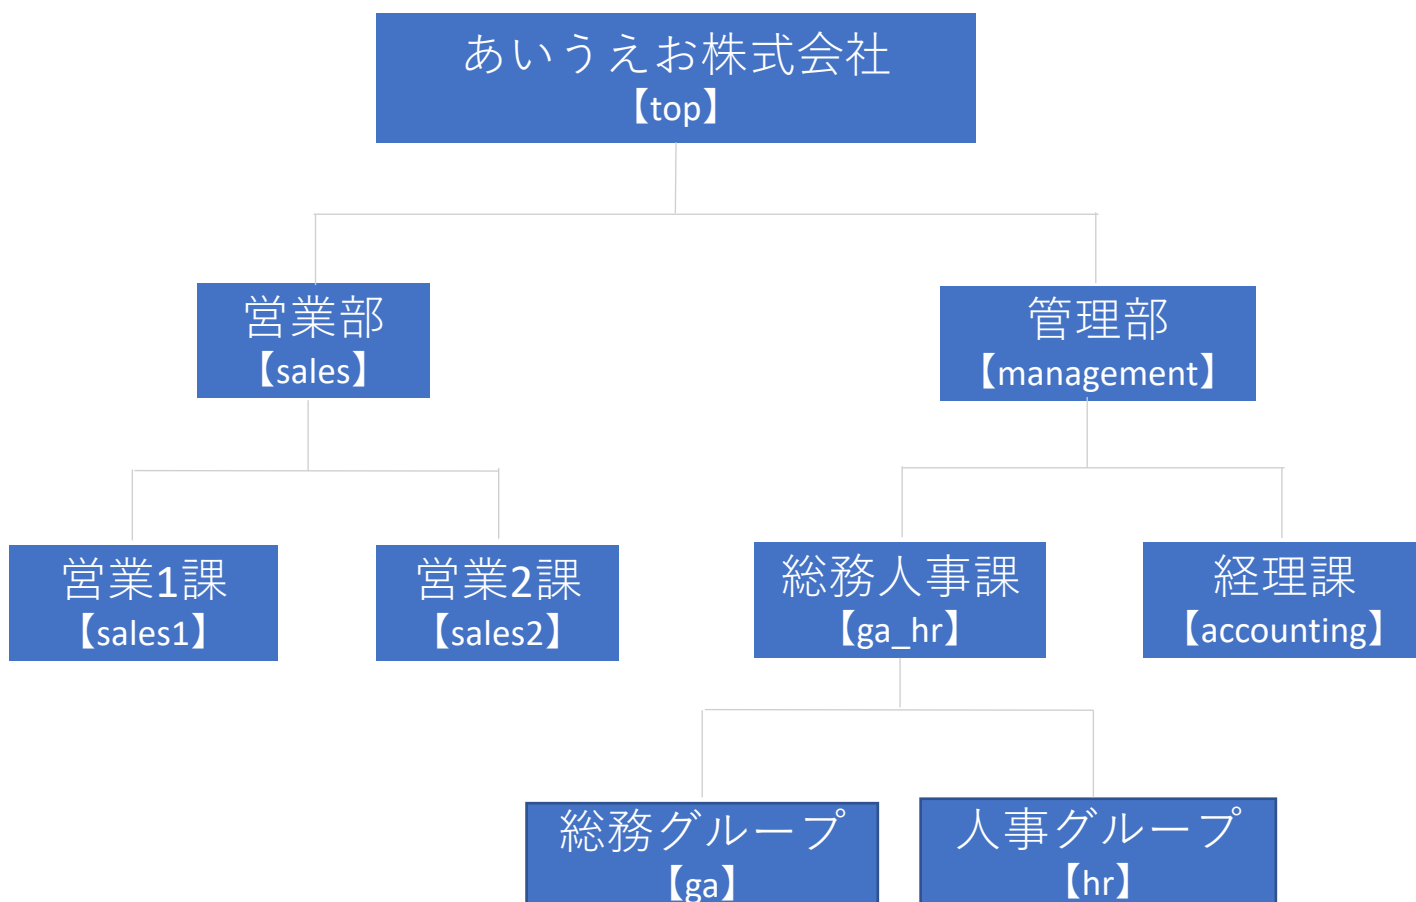 あいうえお株式会社
【top】
営業部
【sales】
管理部
【management】
営業1課
【sales1】
営業2課
【sales2】
総務人事課
【ga_hr】
経理課
【accounting】
総務グループ
【ga】
人事グループ
【hr】